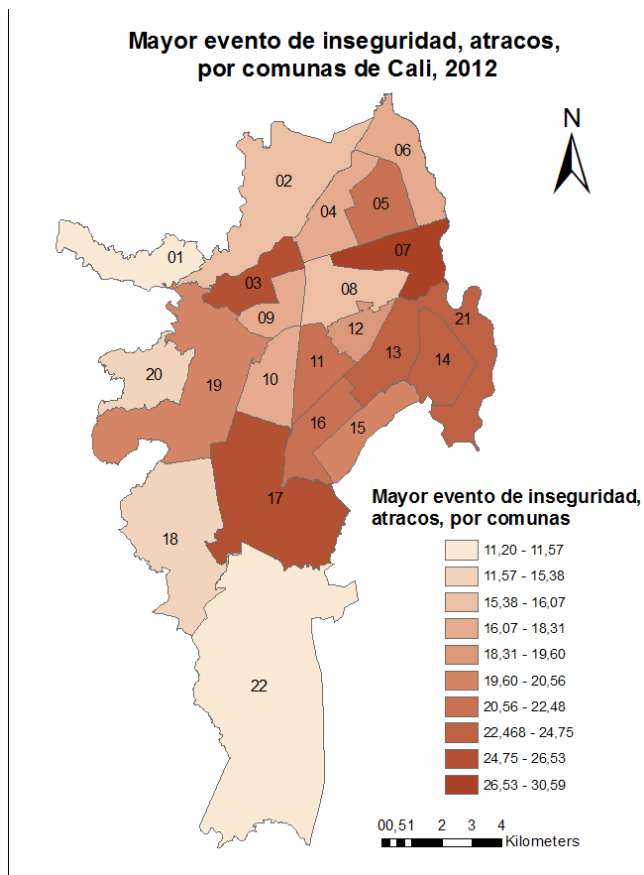 Mayor evento de inseguridad, atracos,
por comunas de Cali, 2012
N
06
02
05
04
07
01
03
08
21
09
12
13
14
11
20
19
10
16
15
17
18
22
Mayor evento de inseguridad,
atracos, por comunas
11,20 - 11,57
11,57 - 15,38
15,38 - 16,07
16,07 - 18,31
18,31 - 19,60
19,60 - 20,56
20,56 - 22,48
22,468 - 24,75
24,75 - 26,53
26,53 - 30,59
00,51 2 3 4
Kilometers